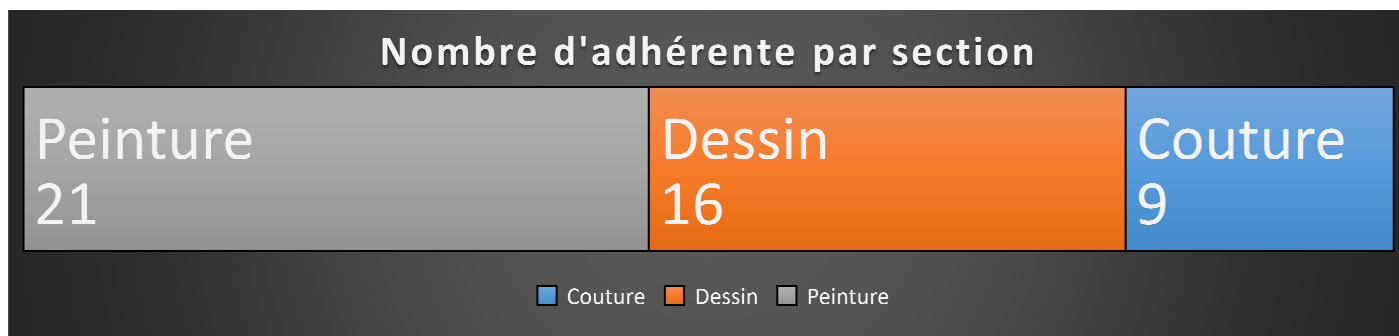 Nombre d'adhérente par section
Peinture Dessin Couture
21 16 9
Couture Dessin Peinture